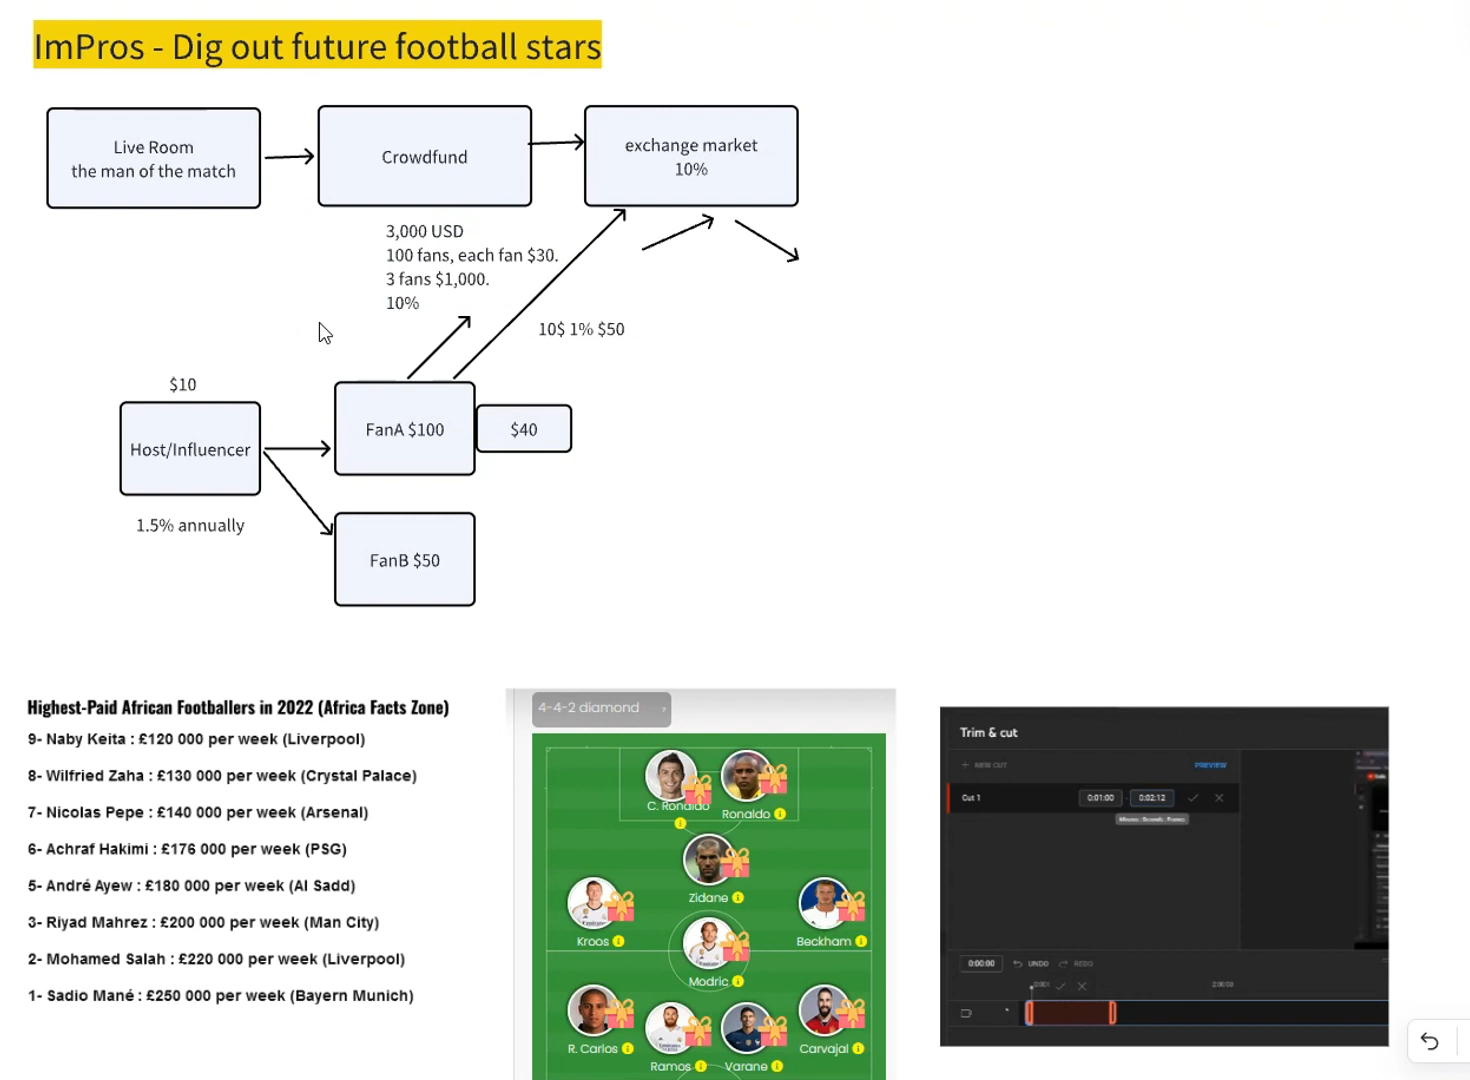 ImPros - Dig out future football stars
Live Room
the man of the match
Crowdfund
exchange market
10%
3,000 USD
100 fans, each fan $30.
3 fans $1,000.
10%
10$ 1% $50
$10
Host/Influencer
1.5% annually
FanA $100
$40
FanB $50
Highest-Paid African Footballers in 2022 (Africa Facts Zone)
9- Naby Keita : £120 000 per week (Liverpool)
8- Wilfried Zaha : £130 000 per week (Crystal Palace)
7- Nicolas Pepe : £140 000 per week (Arsenal)
6- Achraf Hakimi : £176 000 per week (PSG)
5- André Ayew : £180 000 per week (Al Sadd)
3- Riyad Mahrez : £200 000 per week (Man City)
2- Mohamed Salah : £220 000 per week (Liverpool)
1- Sadio Mané : £250 000 per week (Bayern Munich)
4-4-2 diamond
C. Ronaldo
Ronaldo
Zidane
Kroos
Beckham
Modric
R. Carlos
Ramos
Varane
Carvajal
Trim & cut
NEW CUT
PREVIEW
Cut 1
0:01:00
0:02:12
0:00:00
UNDO
REDO